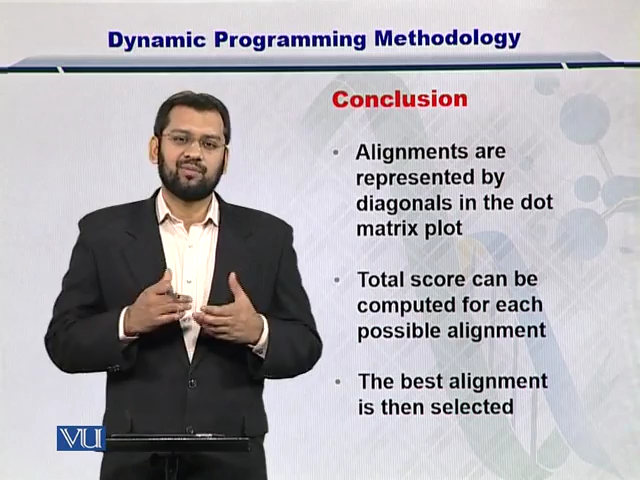 Dynamic Programming Methodology
Conclusion
• Alignments are
represented by
diagonals in the dot
matrix plot
• Total score can be
computed for each
possible alignment
• The best alignment
is then selected
VU